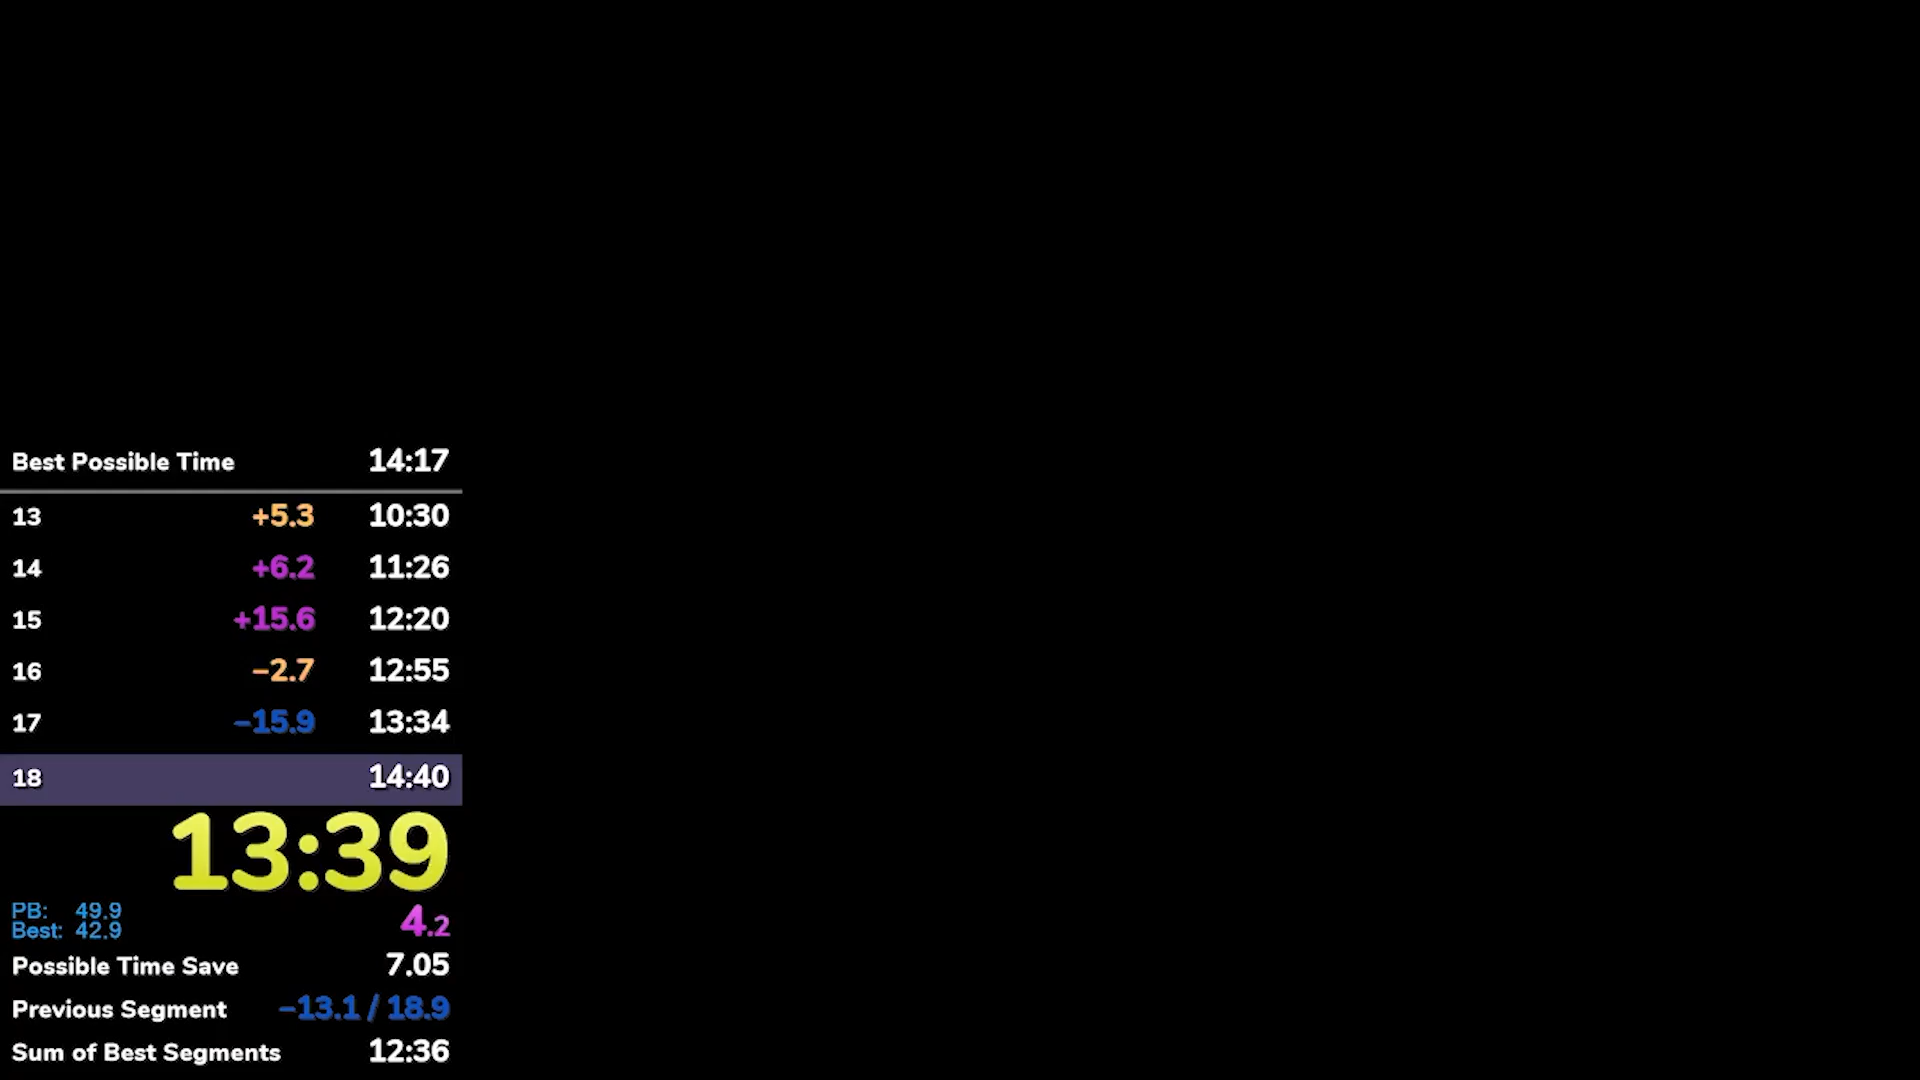 Best Possible Time 14:17
13 +5.3 10:30
14 +6.2 11:26
15 +15.6 12:20
16 −2.7 12:55
17 −15.9 13:34
18 14:40
13:39
PB: 49.9
Best: 42.9
4.2
Possible Time Save 7.05
Previous Segment −13.1 / 18.9
Sum of Best Segments 12:36